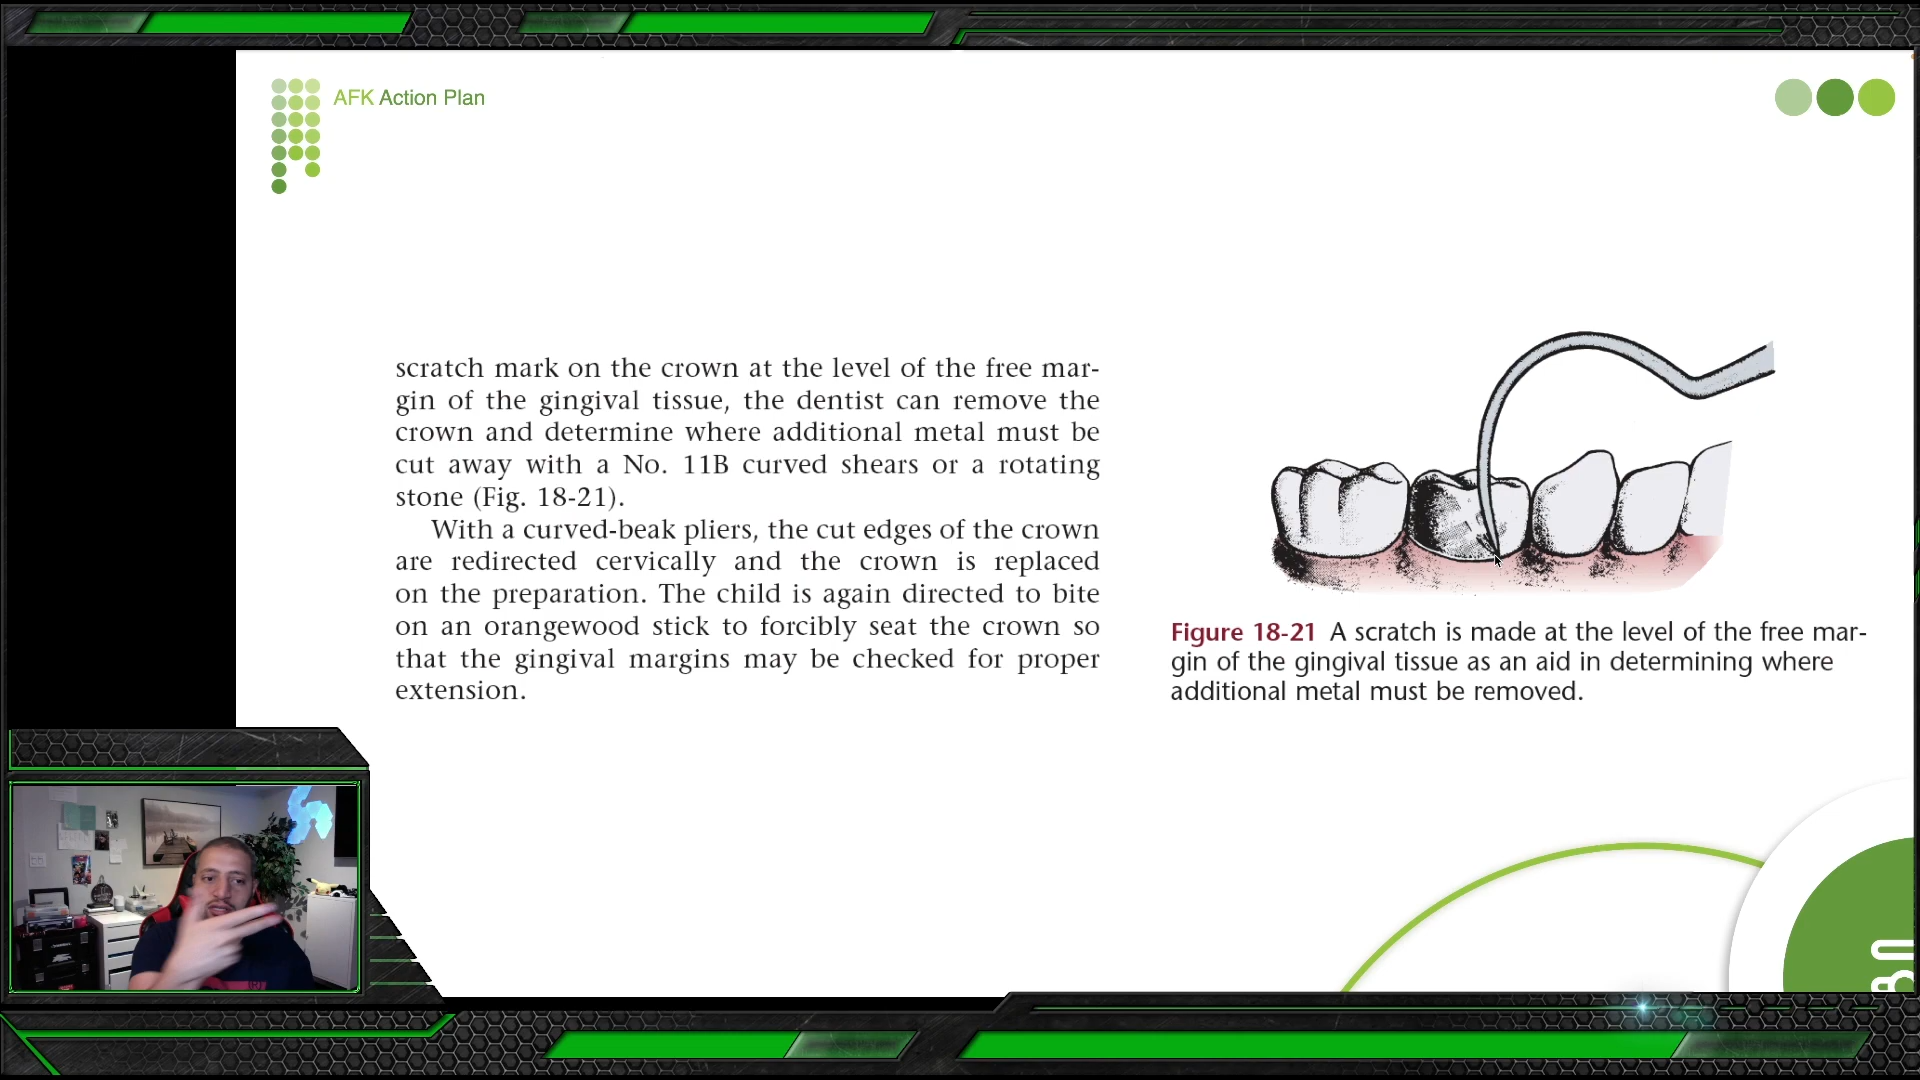 AFK Action Plan
scratch mark on the crown at the level of the free mar-
gin of the gingival tissue, the dentist can remove the
crown and determine where additional metal must be
cut away with a No. 11B curved shears or a rotating
stone (Fig. 18-21).
With a curved-beak pliers, the cut edges of the crown
are redirected cervically and the crown is replaced
on the preparation. The child is again directed to bite
on an orangewood stick to forcibly seat the crown so
that the gingival margins may be checked for proper
extension.
Figure 18-21 A scratch is made at the level of the free mar-
gin of the gingival tissue as an aid in determining where
additional metal must be removed.